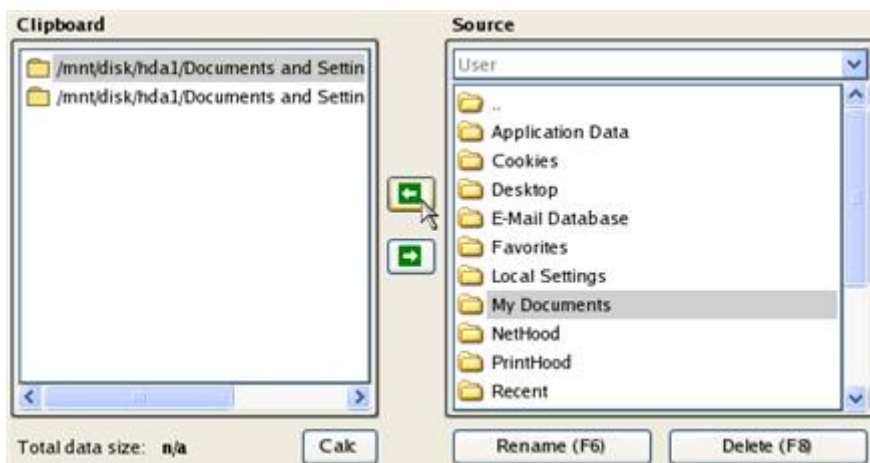 Clipboard
/mnt/disk/hda1/Documents and Settin
/mnt/disk/hda1/Documents and Settin
Total data size: n/a
Calc
Source
User
..
Application Data
Cookies
Desktop
E-Mail Database
Favorites
Local Settings
My Documents
NetHood
PrintHood
Recent
Rename (F6)
Delete (F8)